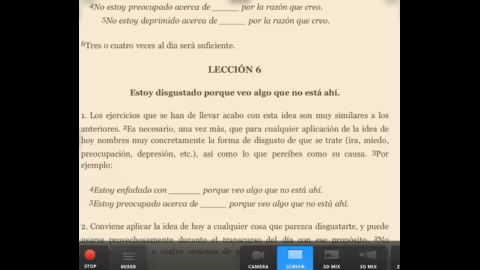 ⁴No estoy preocupado acerca de _____ por la razón que creo.
⁵No estoy deprimido acerca de _____ por la razón que creo.
⁶Tres o cuatro veces al día será suficiente.
LECCIÓN 6
Estoy disgustado porque veo algo que no está ahí.
1. Los ejercicios que se han de llevar acabo con esta idea son muy similares a los
anteriores. ²Es necesario, una vez más, que para cualquier aplicación de la idea de
hoy nombres muy concretamente la forma de disgusto de que se trate (ira, miedo,
preocupación, depresión, etc.), así como lo que percibes como su causa. ³Por
ejemplo:
⁴Estoy enfadado con ______ porque veo algo que no está ahí.
⁵Estoy preocupado acerca de _____ porque veo algo que no está ahí.
2. Conviene aplicar la idea de hoy a cualquier cosa que parezca disgustarte, y puede
usarse provechosamente durante el transcurso del día con ese propósito. ²No
STOP MIXER CAMERA SCREEN 2D MIX 3D MIX 2